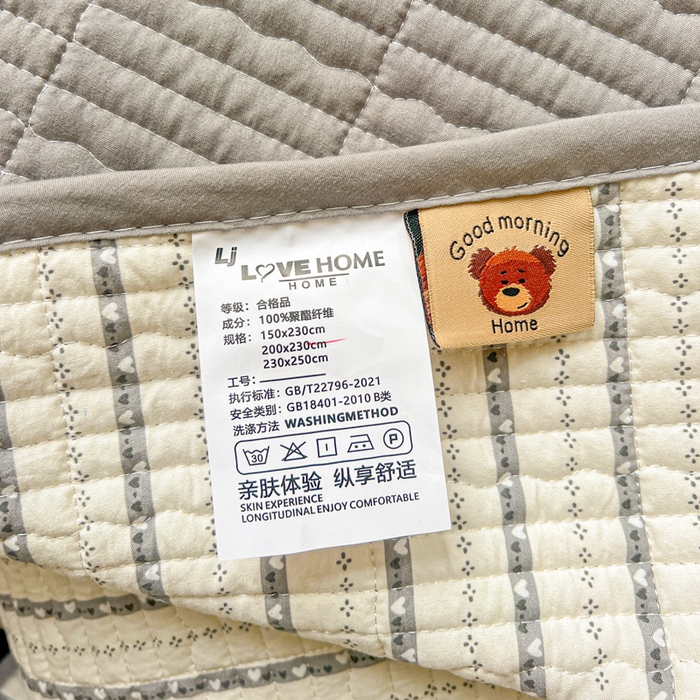 Lj
LOVE HOME
HOME
等级：合格品
成分：100%聚酯纤维
规格：150x230cm
200x230cm
230x250cm
工号：
执行标准：GB/T22796-2021
安全类别：GB18401-2010 B类
洗涤方法 WASHINGMETHOD
30 P
亲肤体验 纵享舒适
SKIN EXPERIENCE
LONGITUDINAL ENJOY COMFORTABLE
Good morning
Home